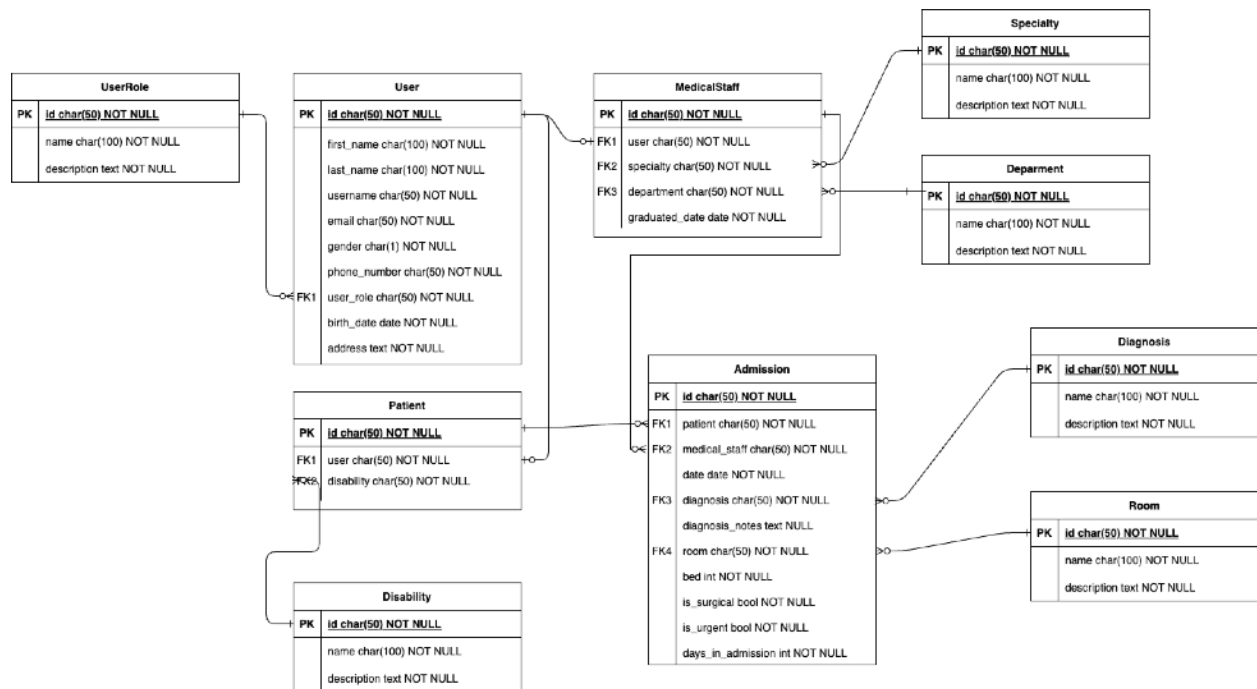 UserRole
PK id char(50) NOT NULL
name char(100) NOT NULL
description text NOT NULL
User
PK id char(50) NOT NULL
first_name char(100) NOT NULL
last_name char(100) NOT NULL
username char(50) NOT NULL
email char(50) NOT NULL
gender char(1) NOT NULL
phone_number char(50) NOT NULL
FK1 user_role char(50) NOT NULL
birth_date date NOT NULL
address text NOT NULL
MedicalStaff
PK id char(50) NOT NULL
FK1 user char(50) NOT NULL
FK2 specialty char(50) NOT NULL
FK3 department char(50) NOT NULL
graduated_date date NOT NULL
Specialty
PK id char(50) NOT NULL
name char(100) NOT NULL
description text NOT NULL
Deparment
PK id char(50) NOT NULL
name char(100) NOT NULL
description text NOT NULL
Patient
PK id char(50) NOT NULL
FK1 user char(50) NOT NULL
FK2 disability char(50) NOT NULL
Disability
PK id char(50) NOT NULL
name char(100) NOT NULL
description text NOT NULL
Admission
PK id char(50) NOT NULL
FK1 patient char(50) NOT NULL
FK2 medical_staff char(50) NOT NULL
date date NOT NULL
FK3 diagnosis char(50) NOT NULL
diagnosis_notes text NULL
FK4 room char(50) NOT NULL
bed int NOT NULL
is_surgical bool NOT NULL
is_urgent bool NOT NULL
days_in_admission int NOT NULL
Diagnosis
PK id char(50) NOT NULL
name char(100) NOT NULL
description text NOT NULL
Room
PK id char(50) NOT NULL
name char(100) NOT NULL
description text NOT NULL